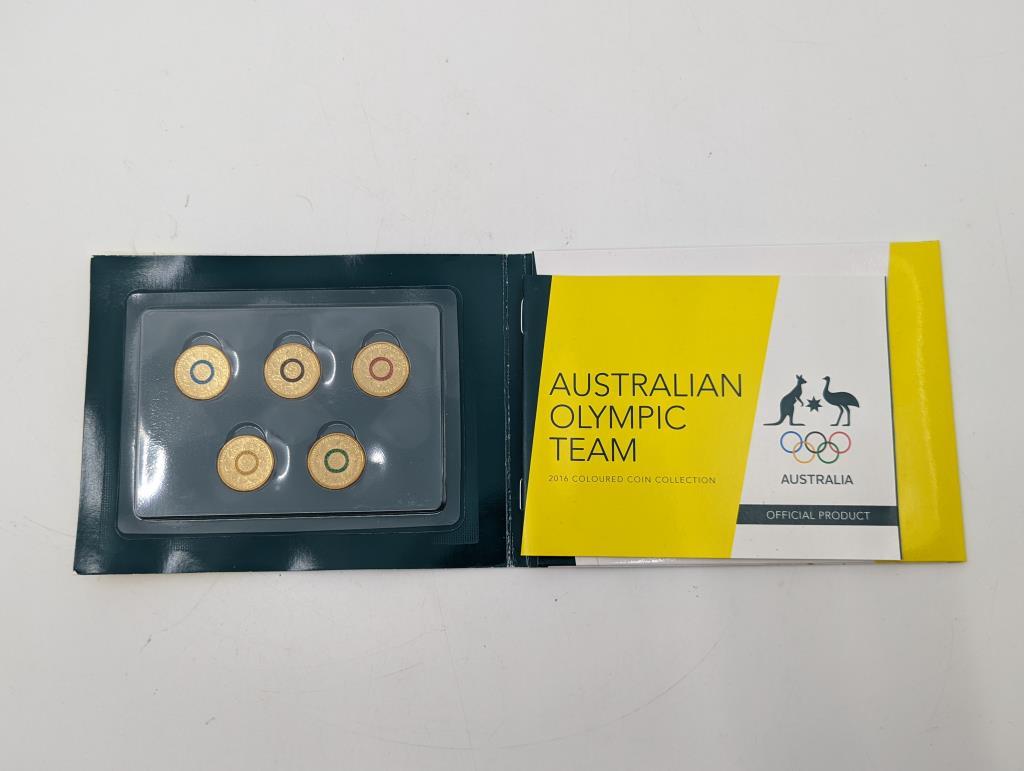 AUSTRALIAN
OLYMPIC
TEAM
2016 COLOURED COIN COLLECTION
AUSTRALIA
OFFICIAL PRODUCT